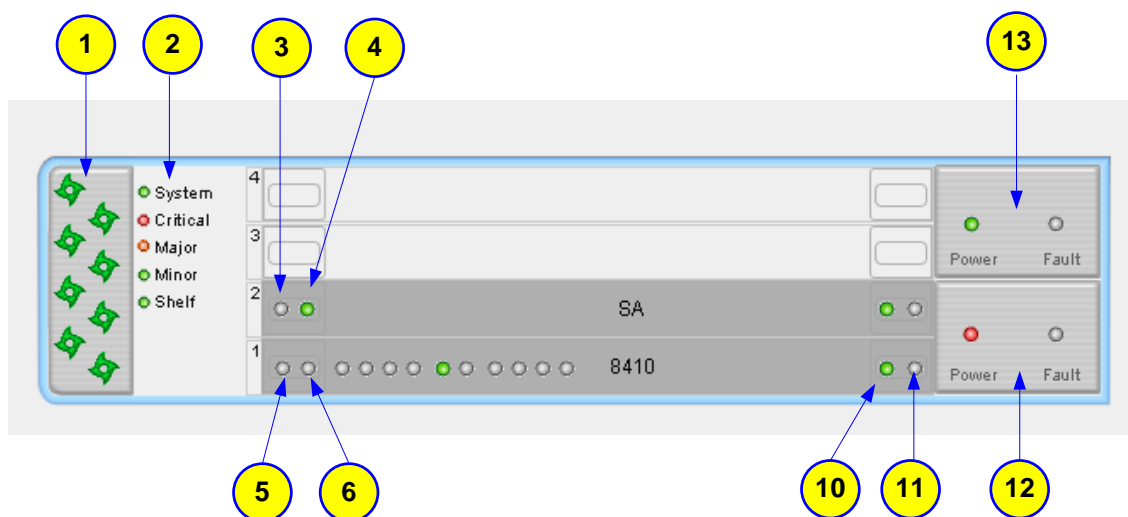 1
2
3
4
13
System
Critical
Major
Minor
Shelf
4
3
2
SA
1
8410
Power Fault
Power Fault
5
6
10
11
12